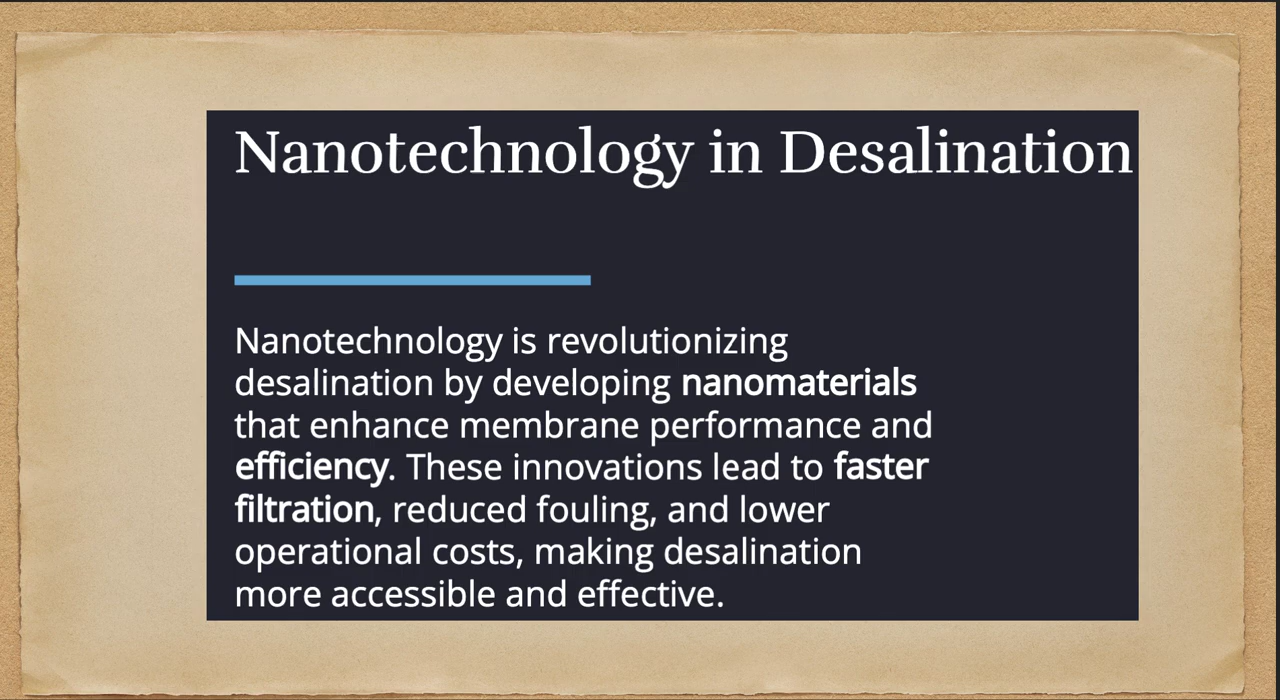 Nanotechnology in Desalination
Nanotechnology is revolutionizing
desalination by developing nanomaterials
that enhance membrane performance and
efficiency. These innovations lead to faster
filtration, reduced fouling, and lower
operational costs, making desalination
more accessible and effective.